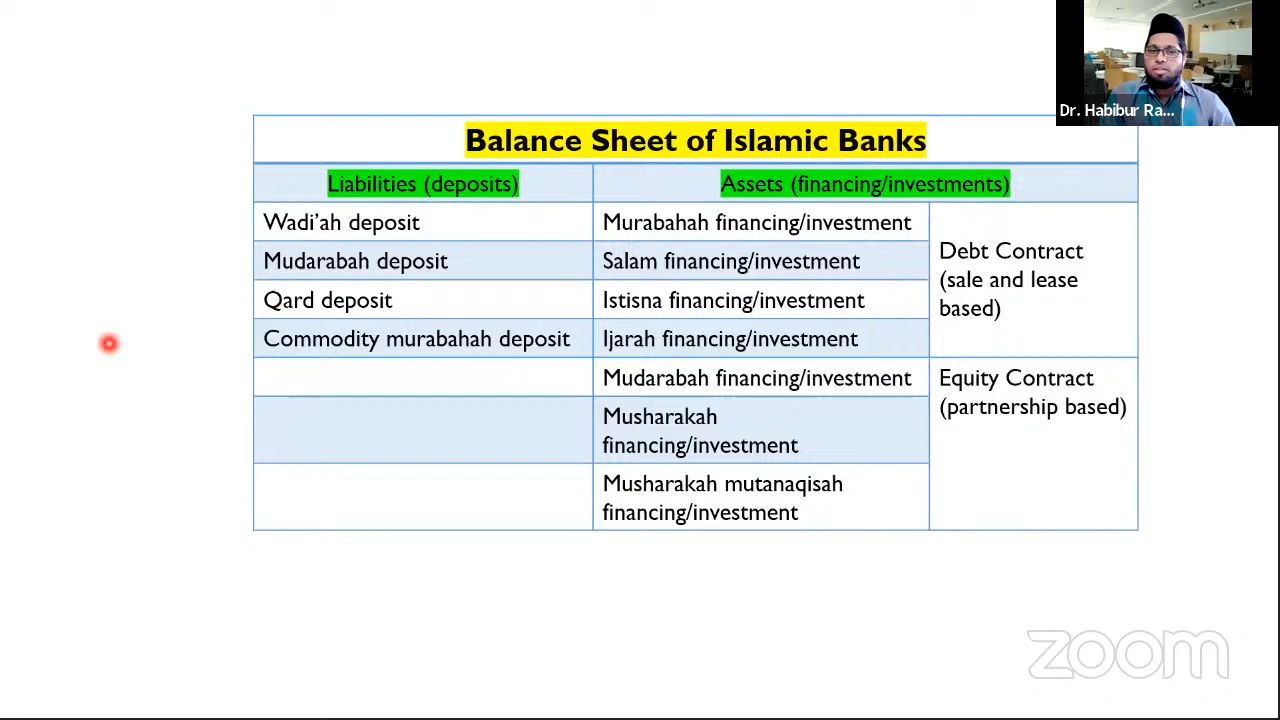 Dr. Habibur Ra...
Balance Sheet of Islamic Banks
Liabilities (deposits)
Assets (financing/investments)
Wadi’ah deposit
Murabahah financing/investment
Debt Contract
(sale and lease
based)
Mudarabah deposit
Salam financing/investment
Qard deposit
Istisna financing/investment
Commodity murabahah deposit
Ijarah financing/investment
Mudarabah financing/investment
Equity Contract
(partnership based)
Musharakah
financing/investment
Musharakah mutanaqisah
financing/investment
zoom